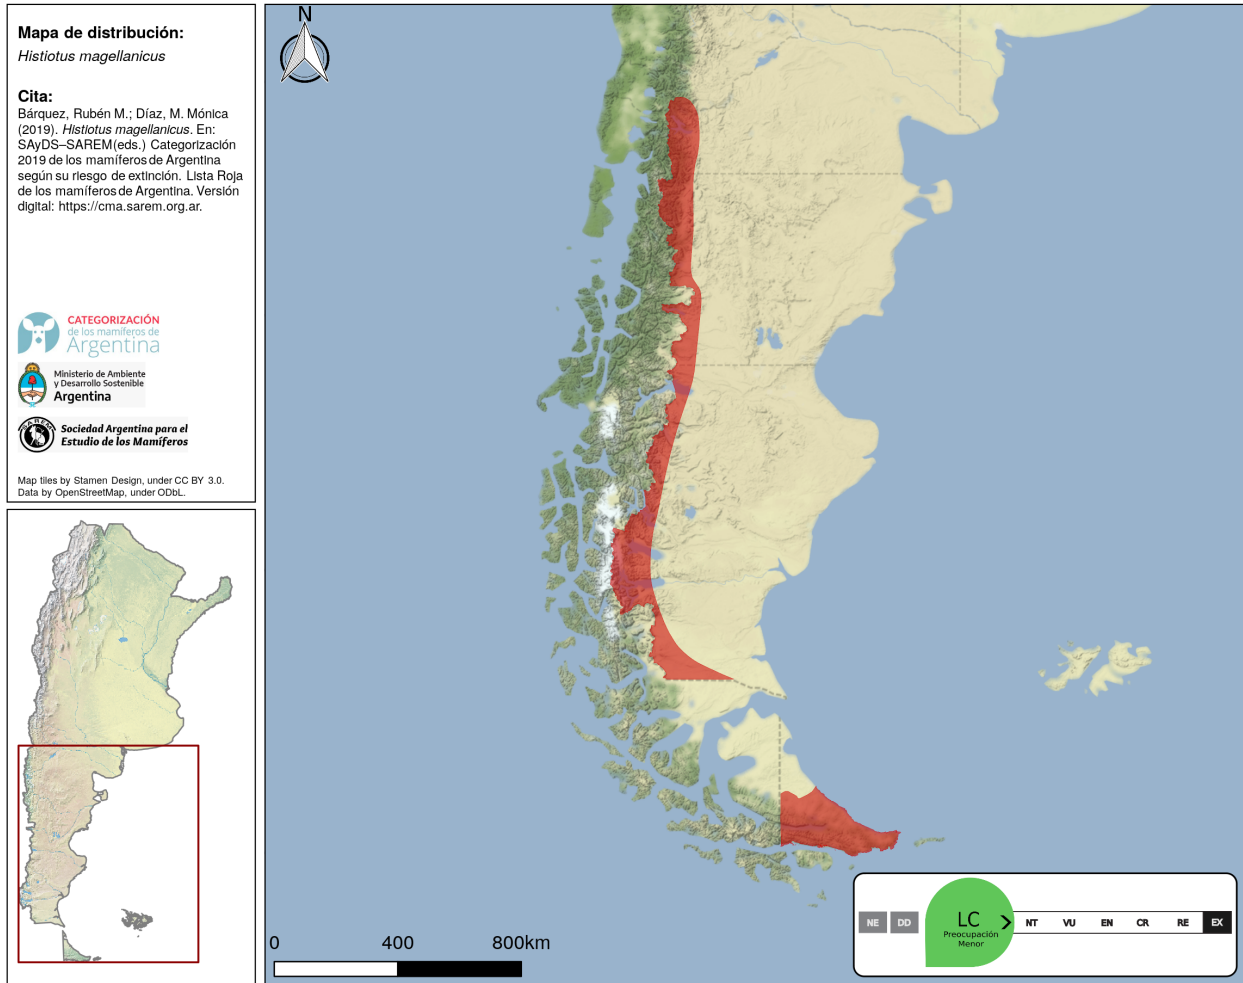 Mapa de distribución:
Histiotus magellanicus
Cita:
Bárquez, Rubén M.; Díaz, M. Mónica
(2019). Histiotus magellanicus. En:
SAyDS–SAREM(eds.) Categorización
2019 de los mamíferos de Argentina
según su riesgo de extinción. Lista Roja
de los mamíferos de Argentina. Versión
digital: https://cma.sarem.org.ar.
CATEGORIZACIÓN
de los mamíferos de
Argentina
Ministerio de Ambiente
y Desarrollo Sostenible
Argentina
SAREM
Sociedad Argentina para el
Estudio de los Mamíferos
Map tiles by Stamen Design, under CC BY 3.0.
Data by OpenStreetMap, under ODbL.
N
0 400 800km
NE DD LC NT VU EN CR RE EX
Preocupación
Menor